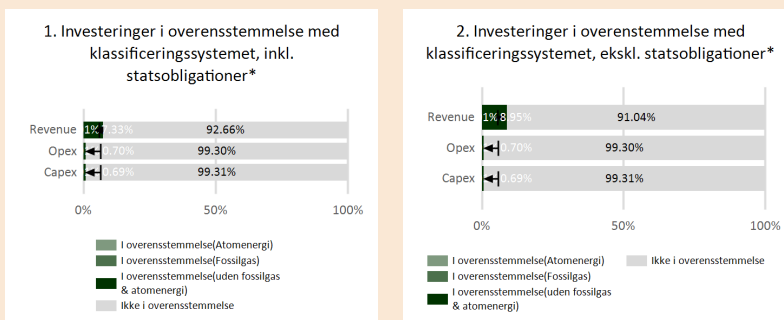 1. Investeringer i overensstemmelse med
klassificeringssystemet, inkl.
statsobligationer*
Revenue 1% 7.33% 92.66%
Opex 0.70% 99.30%
Capex 0.69% 99.31%
0% 50% 100%
I overensstemmelse(Atomenergi)
I overensstemmelse(Fossilgas)
I overensstemmelse(uden fossilgas
& atomenergi)
Ikke i overensstemmelse
2. Investeringer i overenstemmelse med
klassificeringssystemet, ekskl. statsobligationer*
Revenue 1% 8.95% 91.04%
Opex 0.70% 99.30%
Capex 0.69% 99.31%
0% 50% 100%
I overensstemmelse(Atomenergi) Ikke i overensstemmelse
I overensstemmelse(Fossilgas)
I overensstemmelse(uden fossilgas
& atomenergi)